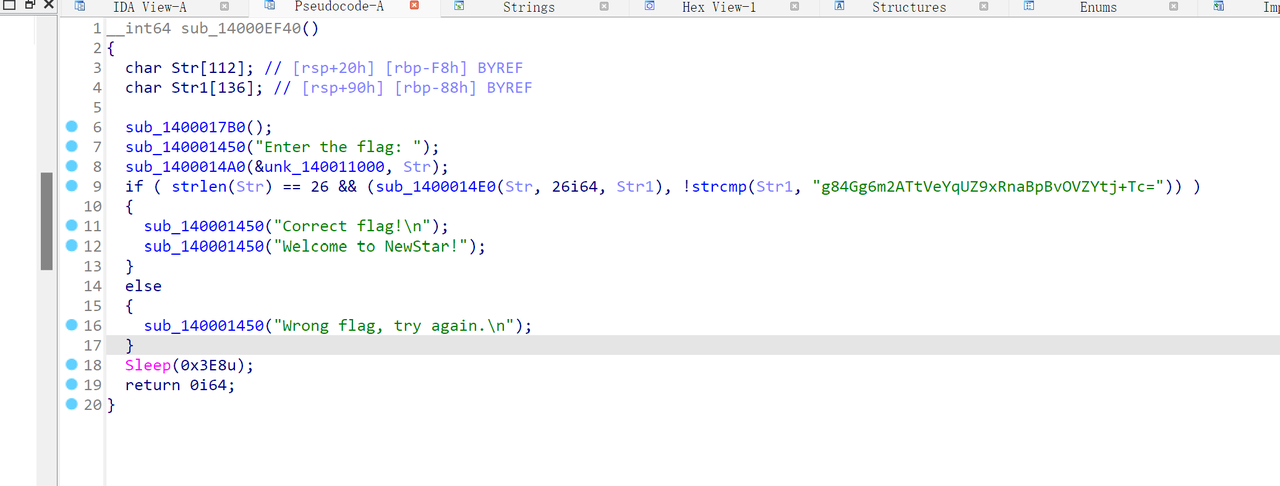 IDA View-A Pseudocode-A Strings Hex View-1 Structures Enums Imp
1 __int64 sub_14000EF40()
2 {
3 char Str[112]; // [rsp+20h] [rbp-F8h] BYREF
4 char Str1[136]; // [rsp+90h] [rbp-88h] BYREF
5
6 sub_1400017B0();
7 sub_140001450("Enter the flag: ");
8 sub_1400014A0(&unk_140011000, Str);
9 if ( strlen(Str) == 26 && (sub_1400014E0(Str, 26i64, Str1), !strcmp(Str1, "g84Gg6m2ATtVeYqUZ9xRnaBpBvOVZYtj+Tc=")) )
10 {
11 sub_140001450("Correct flag!\n");
12 sub_140001450("Welcome to NewStar!");
13 }
14 else
15 {
16 sub_140001450("Wrong flag, try again.\n");
17 }
18 Sleep(0x3E8u);
19 return 0i64;
20 }